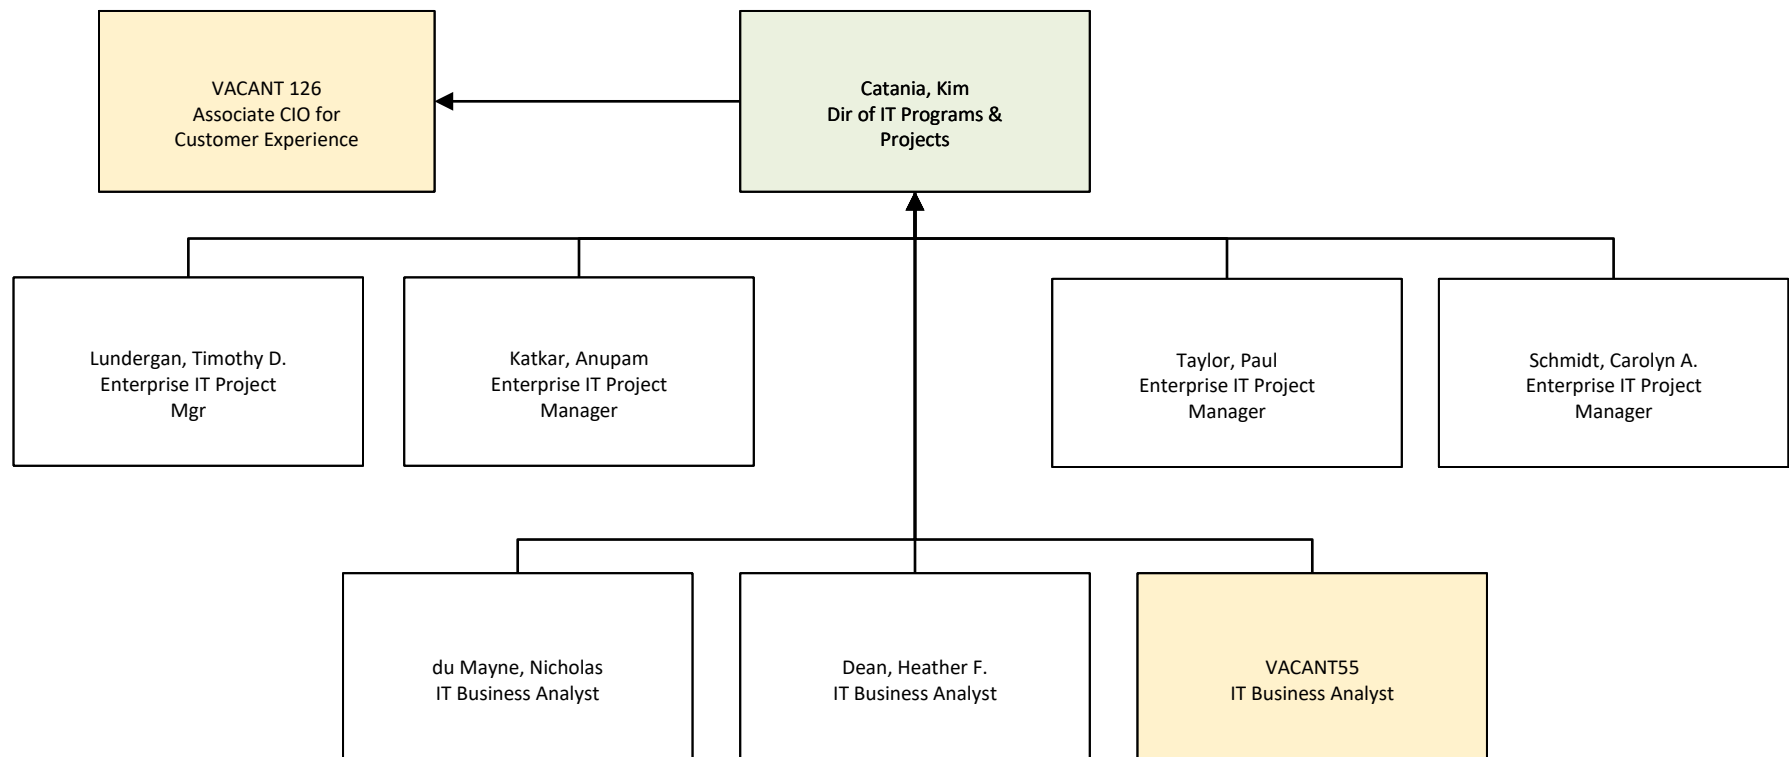 VACANT 126
Associate CIO for
Customer Experience
Catania, Kim
Dir of IT Programs &
Projects
Lundergan, Timothy D.
Enterprise IT Project
Mgr
Katkar, Anupam
Enterprise IT Project
Manager
Taylor, Paul
Enterprise IT Project
Manager
Schmidt, Carolyn A.
Enterprise IT Project
Manager
du Mayne, Nicholas
IT Business Analyst
Dean, Heather F.
IT Business Analyst
VACANT55
IT Business Analyst